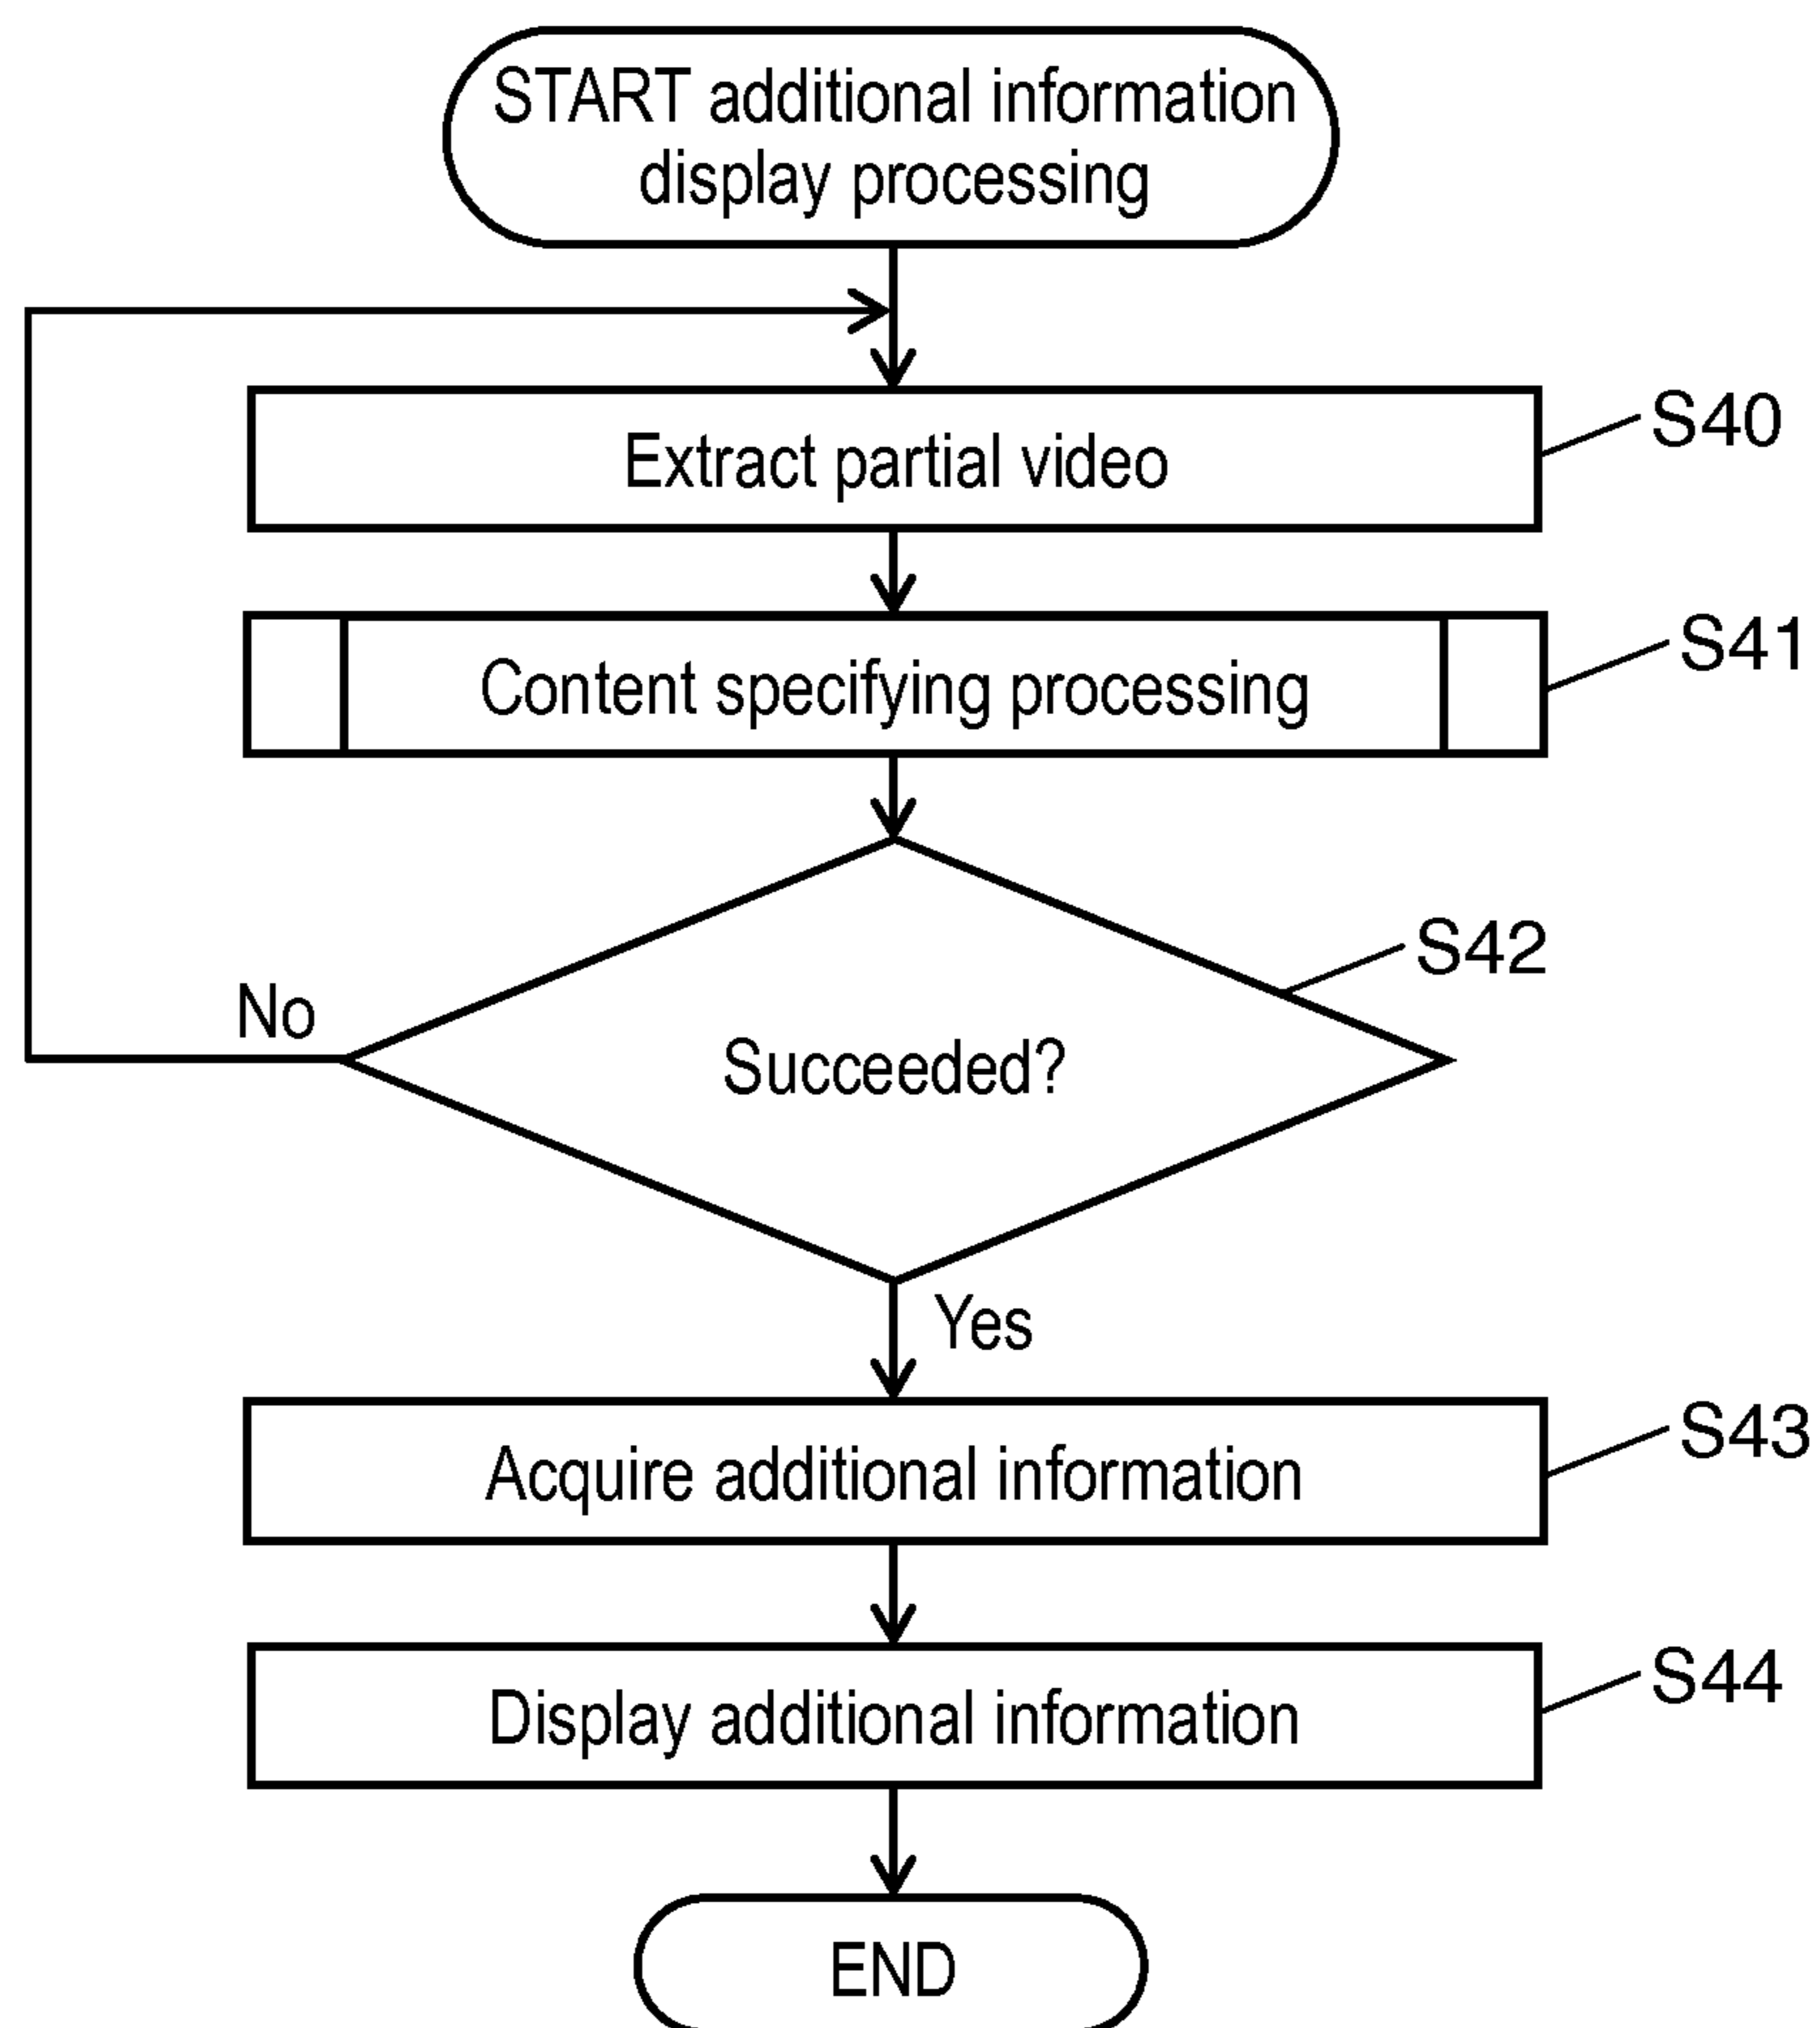 START additional information
display processing
Extract partial video
S40
Content specifying processing
S41
S42
No
Succeeded?
Yes
Acquire additional information
S43
Display additional information
S44
END